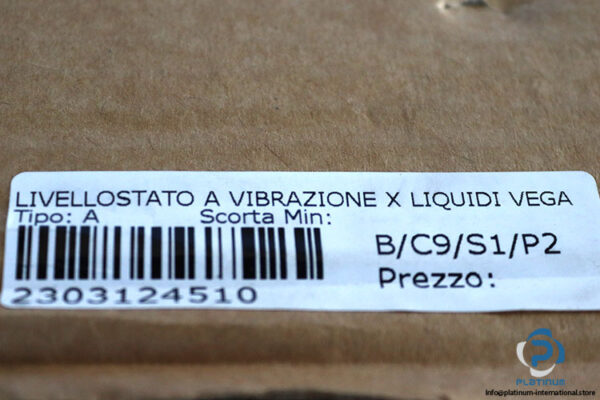 LIVELLOSTATO A VIBRAZIONE X LIQUIDI VEGA
Tipo: A Scorta Min:
B/C9/S1/P2
Prezzo:
2303124510
PLATINUM
info@platinum-international.store